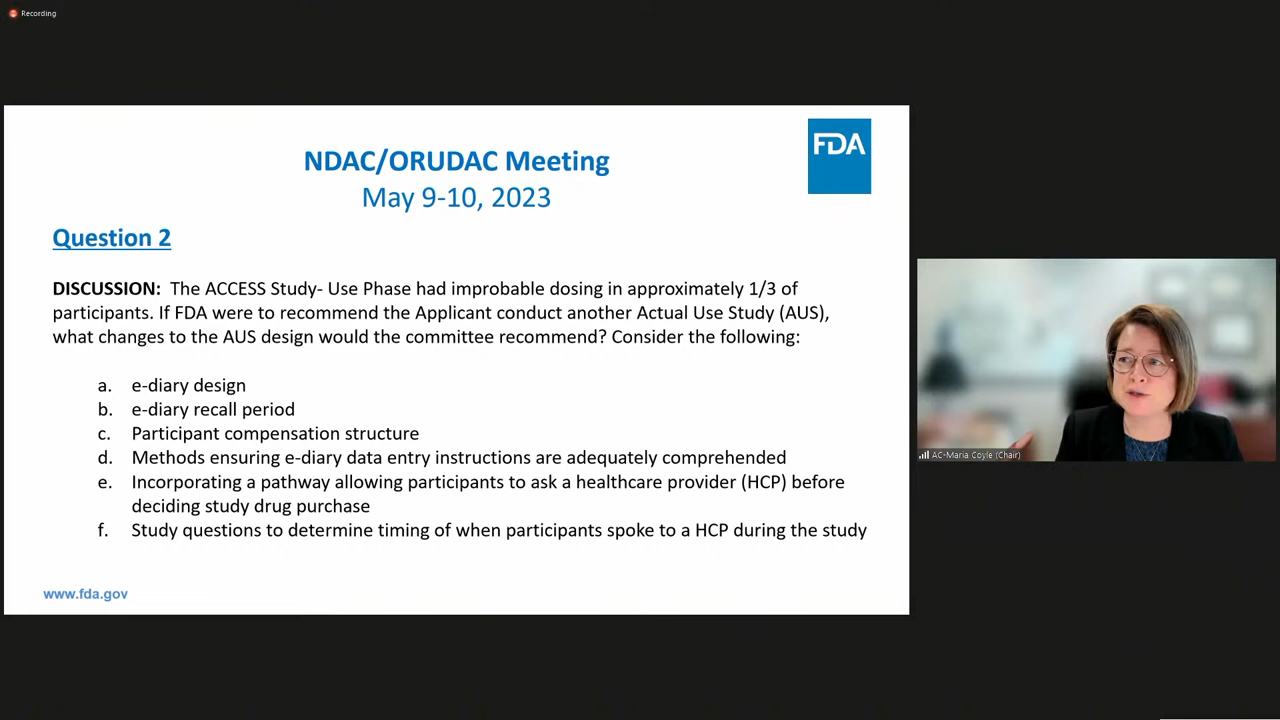 Recording
FDA
NDAC/ORUDAC Meeting
May 9-10, 2023
Question 2
DISCUSSION: The ACCESS Study- Use Phase had improbable dosing in approximately 1/3 of
participants. If FDA were to recommend the Applicant conduct another Actual Use Study (AUS),
what changes to the AUS design would the committee recommend? Consider the following:
a. e-diary design
b. e-diary recall period
c. Participant compensation structure
d. Methods ensuring e-diary data entry instructions are adequately comprehended
e. Incorporating a pathway allowing participants to ask a healthcare provider (HCP) before
deciding study drug purchase
f. Study questions to determine timing of when participants spoke to a HCP during the study
www.fda.gov
AC-Maria Coyle (Chair)